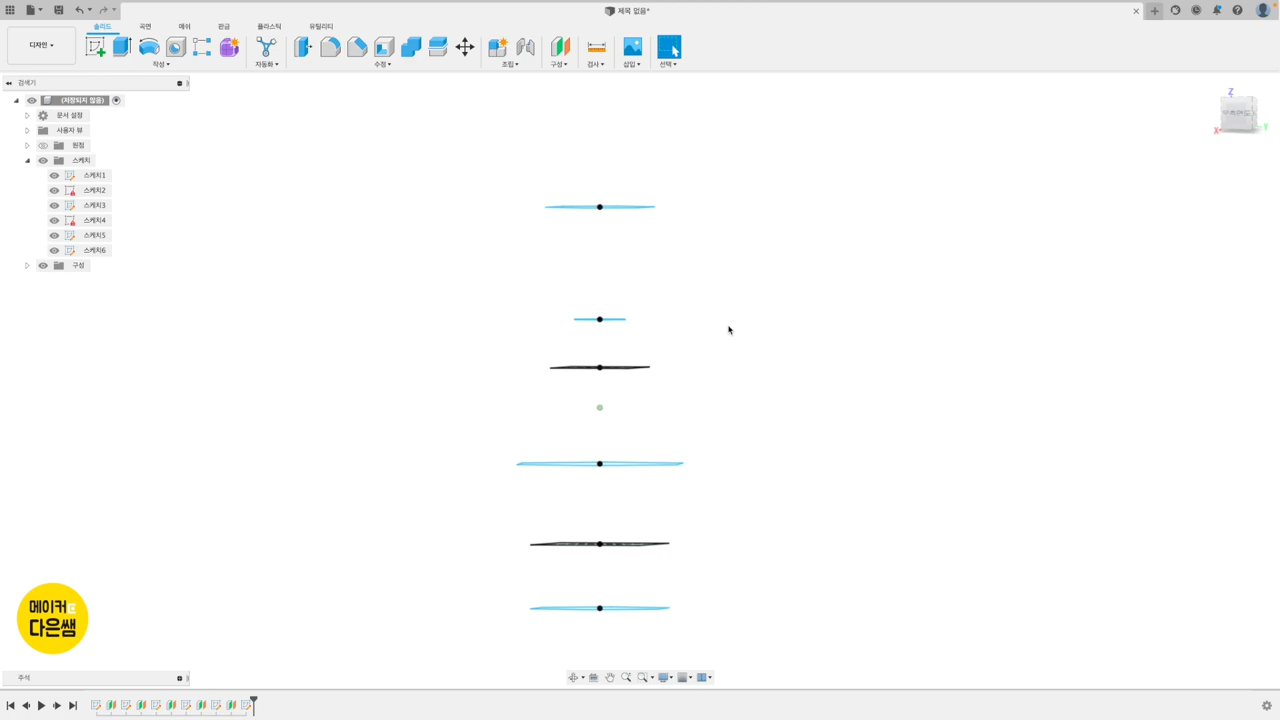 제목 없음*
디자인
솔리드
국면
메쉬
판금
플라스틱
유틸리티
작성
자동화
수정
조립
구성
검사
삽입
선택
검색기
(저장되지 않음)
문서 설정
사용자 뷰
원점
스케치
스케치1
스케치2
스케치3
스케치4
스케치5
스케치6
구성
Z
X
Y
메이커
다은쌤
주석